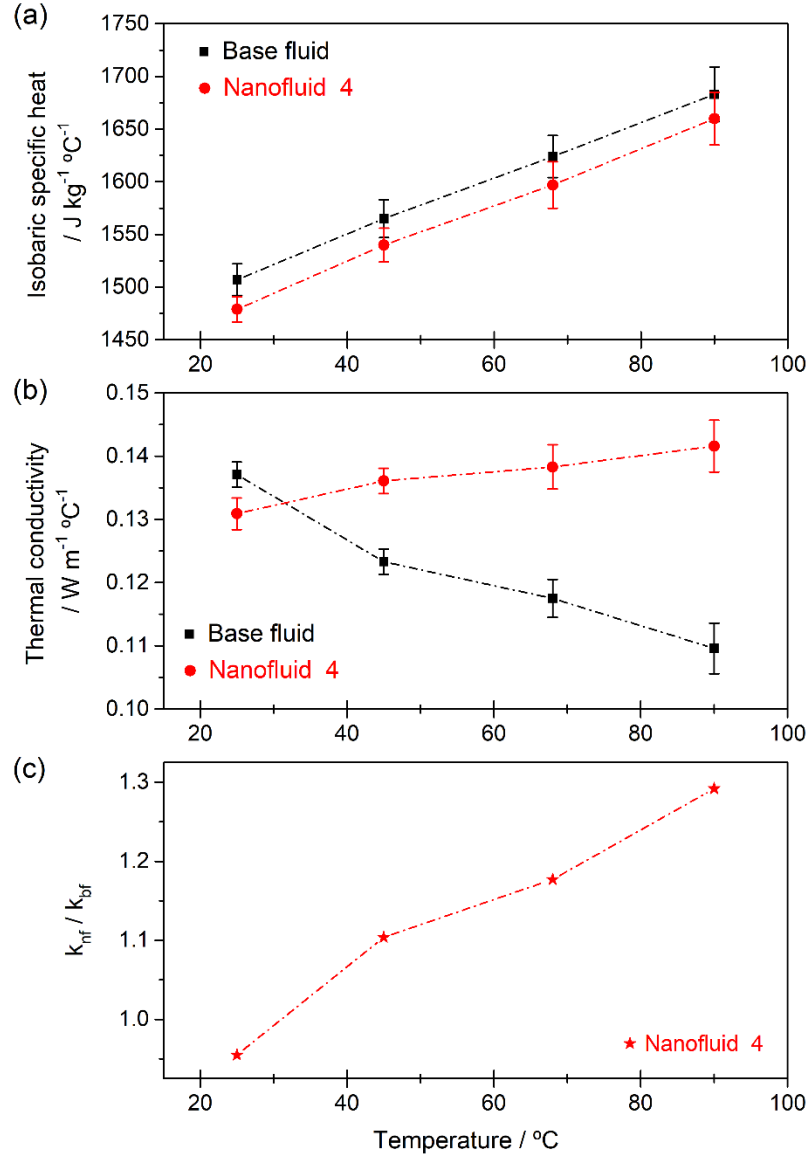 (a)
1750
1700
1650
1600
1550
1500
1450
Isobaric specific heat
/ J kg⁻¹ ºC⁻¹
Base fluid
Nanofluid 4
20 40 60 80 100
(b)
0.15
0.14
0.13
0.12
0.11
0.10
Thermal conductivity
/ W m⁻¹ ºC⁻¹
Base fluid
Nanofluid 4
20 40 60 80 100
(c)
1.3
1.2
1.1
1.0
k_nf / k_bf
Nanofluid 4
20 40 60 80 100
Temperature / ºC